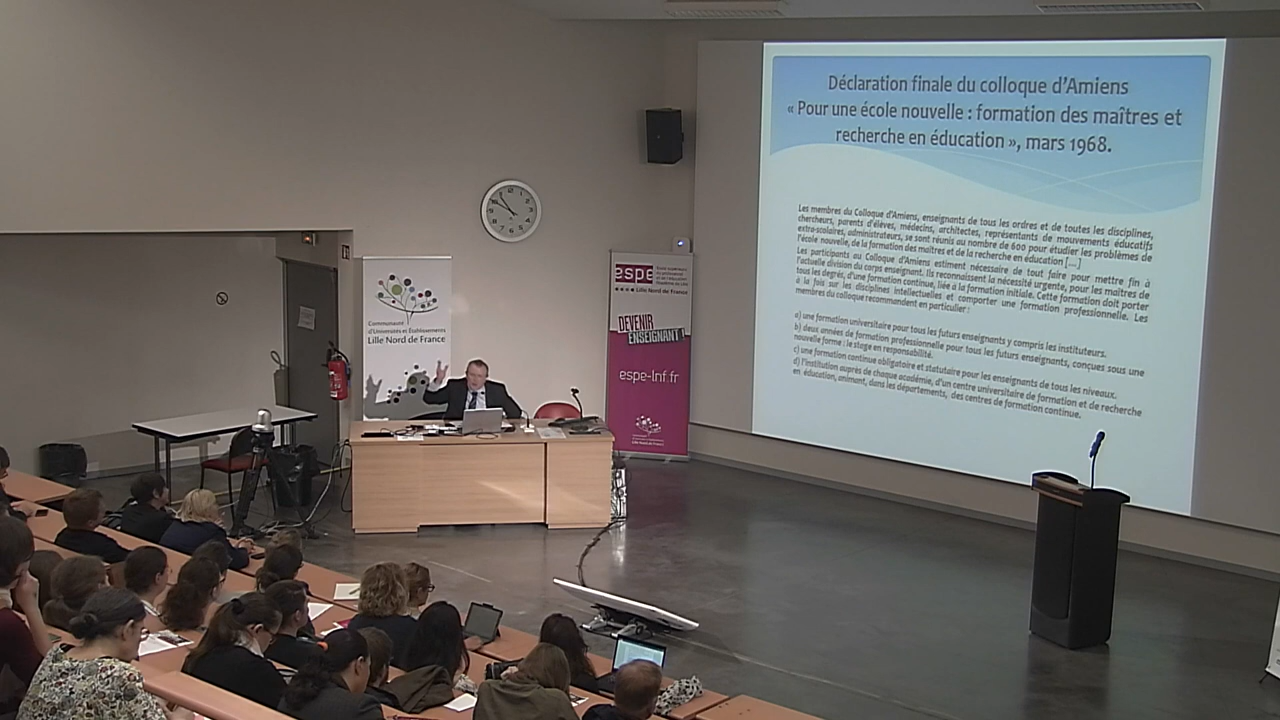 Déclaration finale du colloque d'Amiens
« Pour une école nouvelle : formation des maîtres et
recherche en éducation », mars 1968.
Les membres du Colloque d'Amiens, enseignants de tous les ordres et de toutes les disciplines,
chercheurs, parents d'élèves, médecins, architectes, représentants de mouvements éducatifs
extra-scolaires, administrateurs, se sont réunis au nombre de 600 pour étudier les problèmes de
l'école nouvelle, de la formation des maîtres et de la recherche en éducation [...]
Les participants au Colloque d'Amiens estiment nécessaire de tout faire pour mettre fin à
l'actuelle division du corps enseignant. Ils reconnaissent la nécessité urgente, pour les maîtres de
tous les degrés, d'une formation continue, liée à la formation initiale. Cette formation doit porter
à la fois sur les disciplines intellectuelles et comporter une formation professionnelle. Les
membres du colloque recommandent en particulier :
a) une formation universitaire pour tous les futurs enseignants y compris les instituteurs.
b) deux années de formation professionnelle pour tous les futurs enseignants, conçues sous une
nouvelle forme : le stage en responsabilité.
c) une formation continue obligatoire et statutaire pour les enseignants de tous les niveaux.
d) l'institution auprès de chaque académie, d'un centre universitaire de formation et de recherche
en éducation, animant, dans les départements, des centres de formation continue.
Communauté
d'Universités et Établissements
Lille Nord de France
espe
Lille Nord de France
DEVENIR
ENSEIGNANT !
espe-lnf.fr
Lille Nord de France